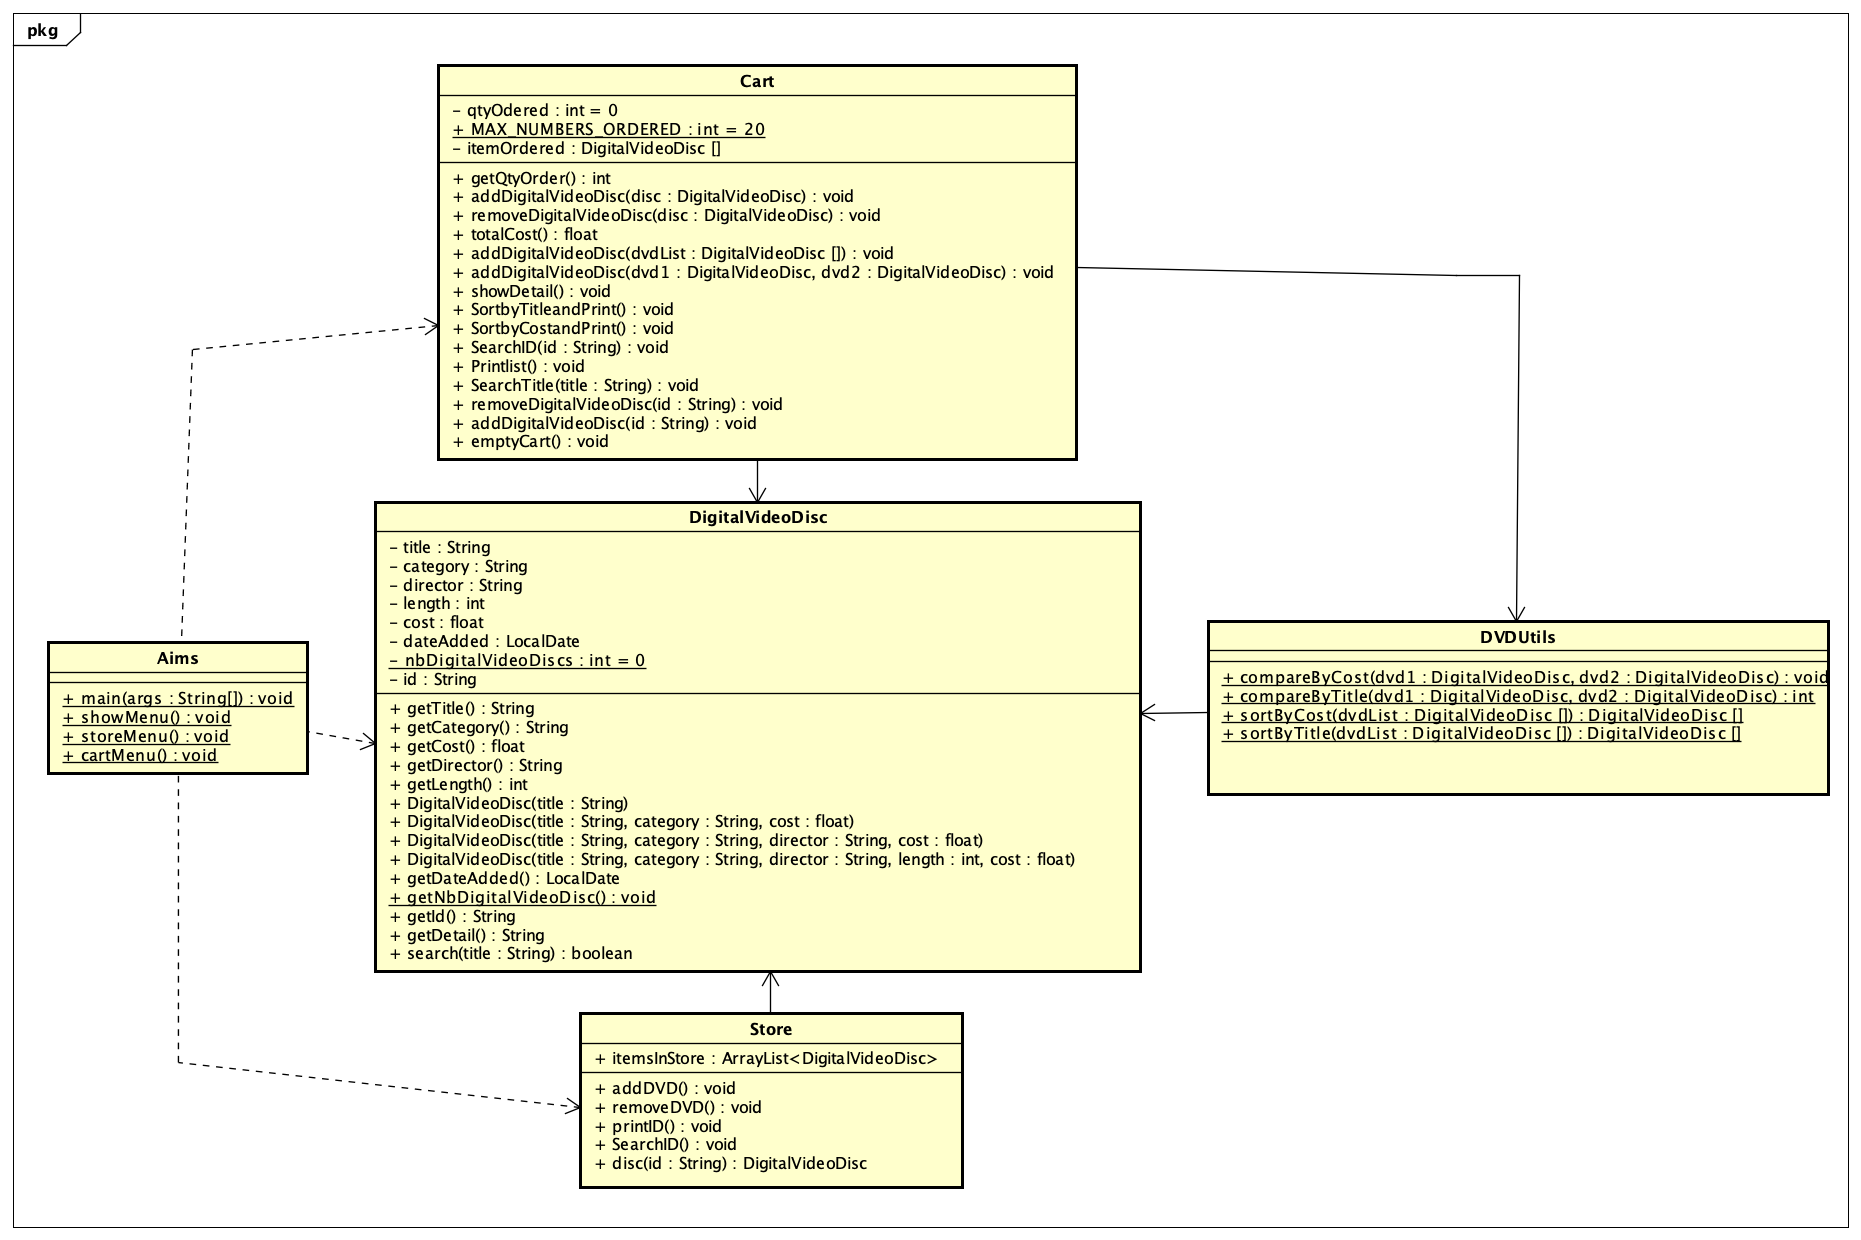 pkg
Cart
- qtyOdered : int = 0
+ MAX_NUMBERS_ORDERED : int = 20
- itemOrdered : DigitalVideoDisc []
+ getQtyOrder() : int
+ addDigitalVideoDisc(disc : DigitalVideoDisc) : void
+ removeDigitalVideoDisc(disc : DigitalVideoDisc) : void
+ totalCost() : float
+ addDigitalVideoDisc(dvdList : DigitalVideoDisc []) : void
+ addDigitalVideoDisc(dvd1 : DigitalVideoDisc, dvd2 : DigitalVideoDisc) : void
+ showDetail() : void
+ SortbyTitleandPrint() : void
+ SortbyCostandPrint() : void
+ SearchID(id : String) : void
+ Printlist() : void
+ SearchTitle(title : String) : void
+ removeDigitalVideoDisc(id : String) : void
+ addDigitalVideoDisc(id : String) : void
+ emptyCart() : void
DigitalVideoDisc
- title : String
- category : String
- director : String
- length : int
- cost : float
- dateAdded : LocalDate
- nbDigitalVideoDiscs : int = 0
- id : String
+ getTitle() : String
+ getCategory() : String
+ getCost() : float
+ getDirector() : String
+ getLength() : int
+ DigitalVideoDisc(title : String)
+ DigitalVideoDisc(title : String, category : String, cost : float)
+ DigitalVideoDisc(title : String, category : String, director : String, cost : float)
+ DigitalVideoDisc(title : String, category : String, director : String, length : int, cost : float)
+ getDateAdded() : LocalDate
+ getNbDigitalVideoDisc() : void
+ getId() : String
+ getDetail() : String
+ search(title : String) : boolean
Aims
+ main(args : String[]) : void
+ showMenu() : void
+ storeMenu() : void
+ cartMenu() : void
DVDUtils
+ compareByCost(dvd1 : DigitalVideoDisc, dvd2 : DigitalVideoDisc) : void
+ compareByTitle(dvd1 : DigitalVideoDisc, dvd2 : DigitalVideoDisc) : int
+ sortByCost(dvdList : DigitalVideoDisc []) : DigitalVideoDisc []
+ sortByTitle(dvdList : DigitalVideoDisc []) : DigitalVideoDisc []
Store
+ itemsInStore : ArrayList<DigitalVideoDisc>
+ addDVD() : void
+ removeDVD() : void
+ printID() : void
+ SearchID() : void
+ disc(id : String) : DigitalVideoDisc